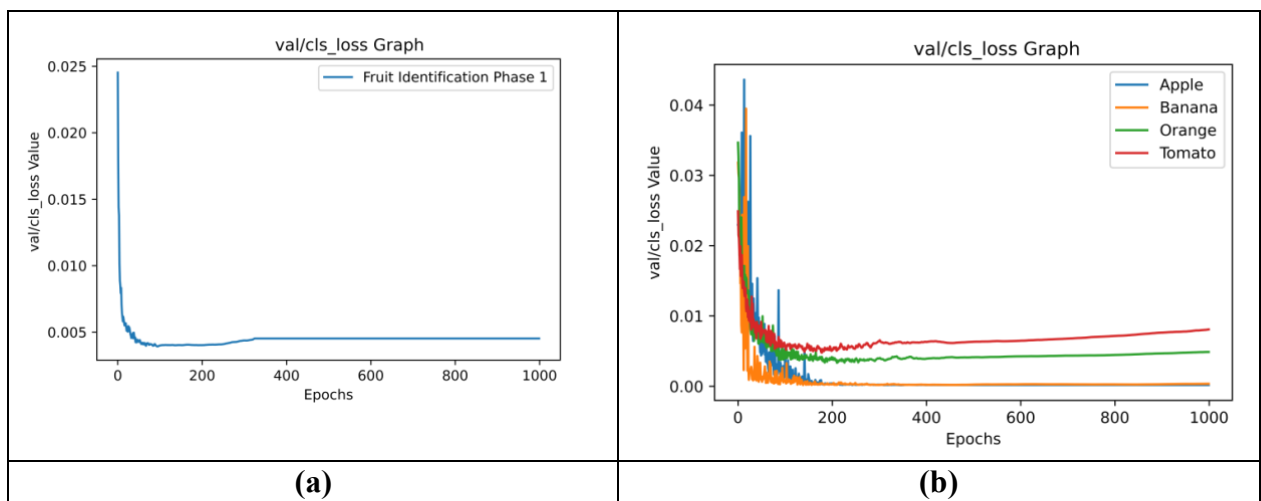 val/cls_loss Graph
Fruit Identification Phase 1
val/cls_loss Value
0.025
0.020
0.015
0.010
0.005
0 200 400 600 800 1000
Epochs
(a)
val/cls_loss Graph
Apple
Banana
Orange
Tomato
val/cls_loss Value
0.04
0.03
0.02
0.01
0.00
0 200 400 600 800 1000
Epochs
(b)